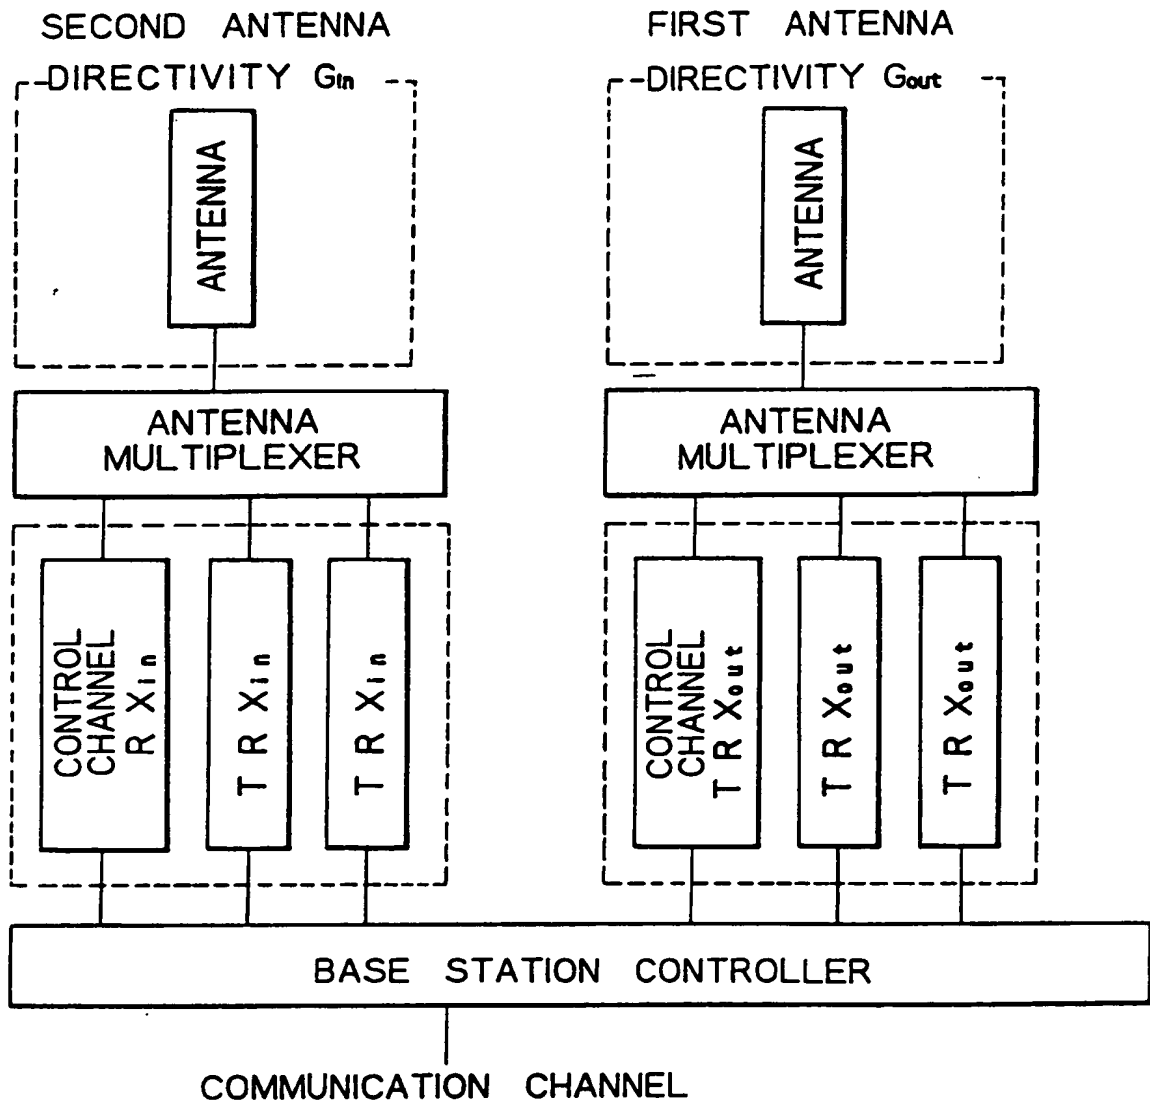 SECOND ANTENNA
DIRECTIVITY Gin
ANTENNA
ANTENNA
MULTIPLEXER
CONTROL
CHANNEL
R Xin
T R Xin
T R Xin
FIRST ANTENNA
DIRECTIVITY Gout
ANTENNA
ANTENNA
MULTIPLEXER
CONTROL
CHANNEL
T R Xout
T R Xout
T R Xout
BASE STATION CONTROLLER
COMMUNICATION CHANNEL